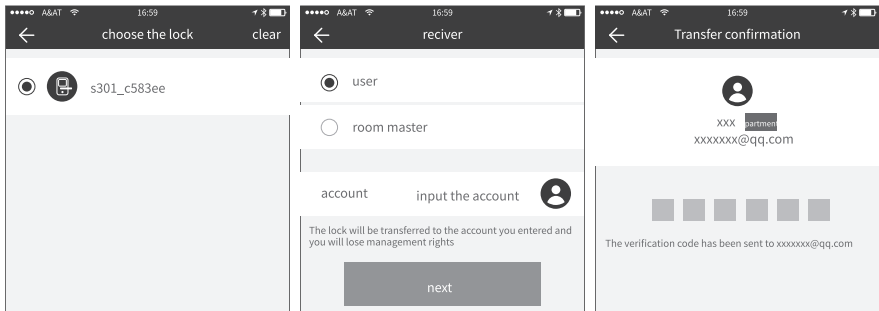 A&AT 16:59
choose the lock clear
s301_c583ee
A&AT 16:59
reciver
user
room master
account input the account
The lock will be transferred to the account you entered and
you will lose management rights
next
A&AT 16:59
Transfer confirmation
xxx partment
xxxxxxx@qq.com
The verification code has been sent to xxxxxxx@qq.com